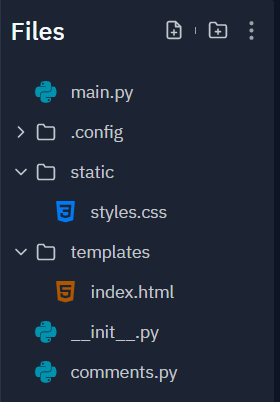 Files
main.py
.config
static
styles.css
templates
index.html
__init__.py
comments.py